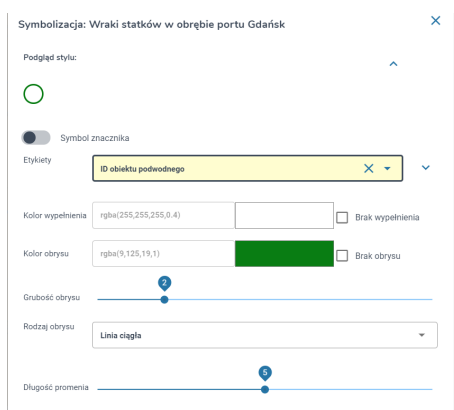 Symbolizacja: Wraki statków w obrębie portu Gdańsk
Podgląd stylu:
Symbol znacznika
Etykiety
ID obiektu podwodnego
Kolor wypełnienia rgba(255,255,255,0.4) Brak wypełnienia
Kolor obrysu rgba(9,125,19,1) Brak obrysu
2
Grubość obrysu
Rodzaj obrysu
Linia ciągła
5
Długość promenia